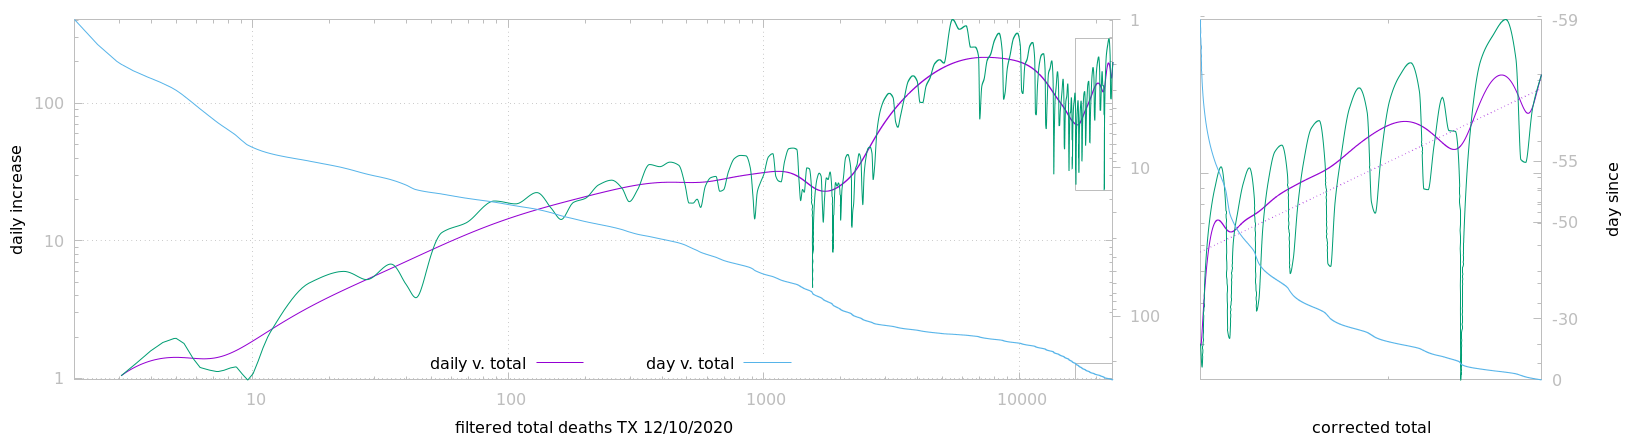 daily increase
100
10
1
10
100
1000
10000
1
10
100
daily v. total
day v. total
filtered total deaths TX 12/10/2020
-59
-55
-50
-30
0
day since
corrected total